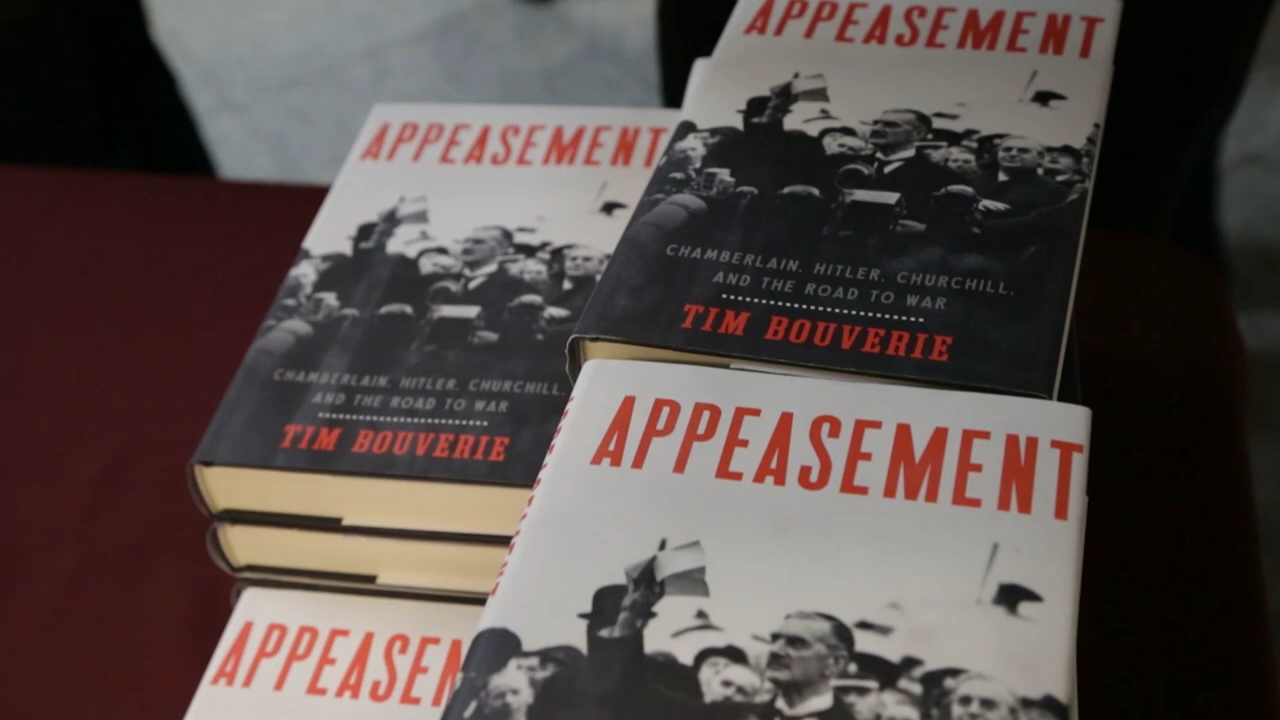 APPEASEMENT
CHAMBERLAIN, HITLER, CHURCHILL,
AND THE ROAD TO WAR
TIM BOUVERIE
APPEASEMENT
CHAMBERLAIN, HITLER, CHURCHILL,
AND THE ROAD TO WAR
TIM BOUVERIE
APPEASEMENT
APPEASEM